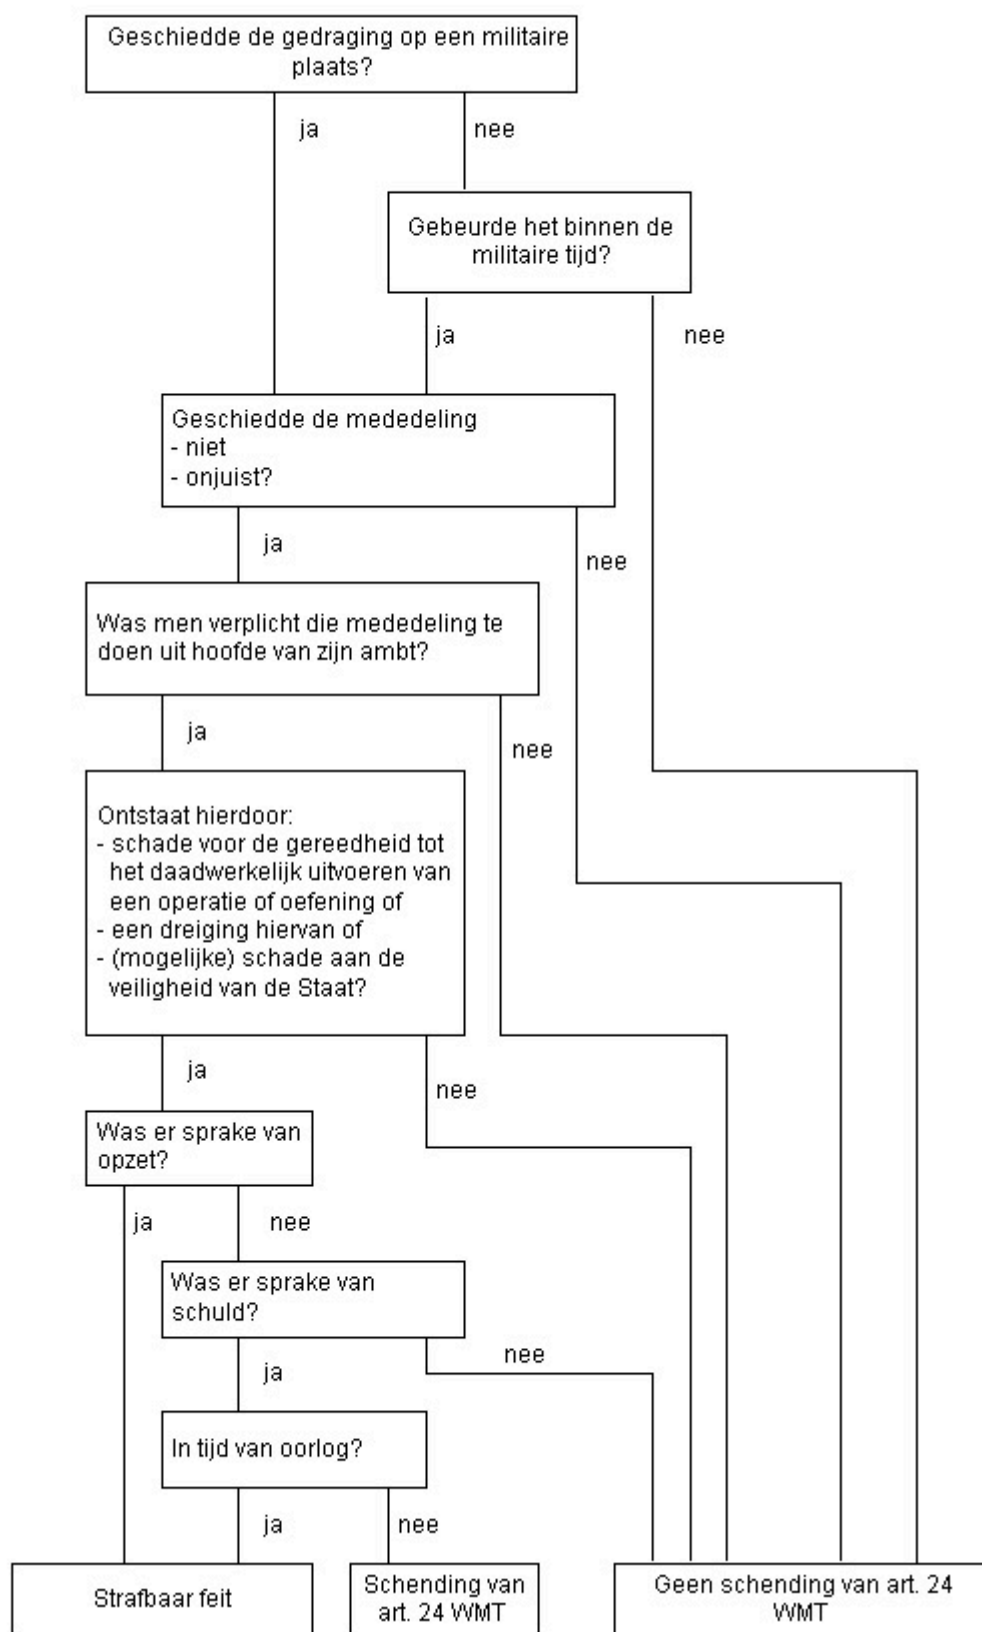 Geschiedde de gedraging op een militaire
plaats?
ja
nee
Gebeurde het binnen de
militaire tijd?
ja
nee
Geschiedde de mededeling
- niet
- onjuist?
ja
nee
Was men verplicht die mededeling te
doen uit hoofde van zijn ambt?
ja
nee
Ontstaat hierdoor:
- schade voor de gereedheid tot
het daadwerkelijk uitvoeren van
een operatie of oefening of
- een dreiging hiervan of
- (mogelijke) schade aan de
veiligheid van de Staat?
ja
nee
Was er sprake van
opzet?
ja
nee
Was er sprake van
schuld?
ja
nee
In tijd van oorlog?
ja
nee
Strafbaar feit
Schending van
art. 24 WMT
Geen schending van art. 24
WMT